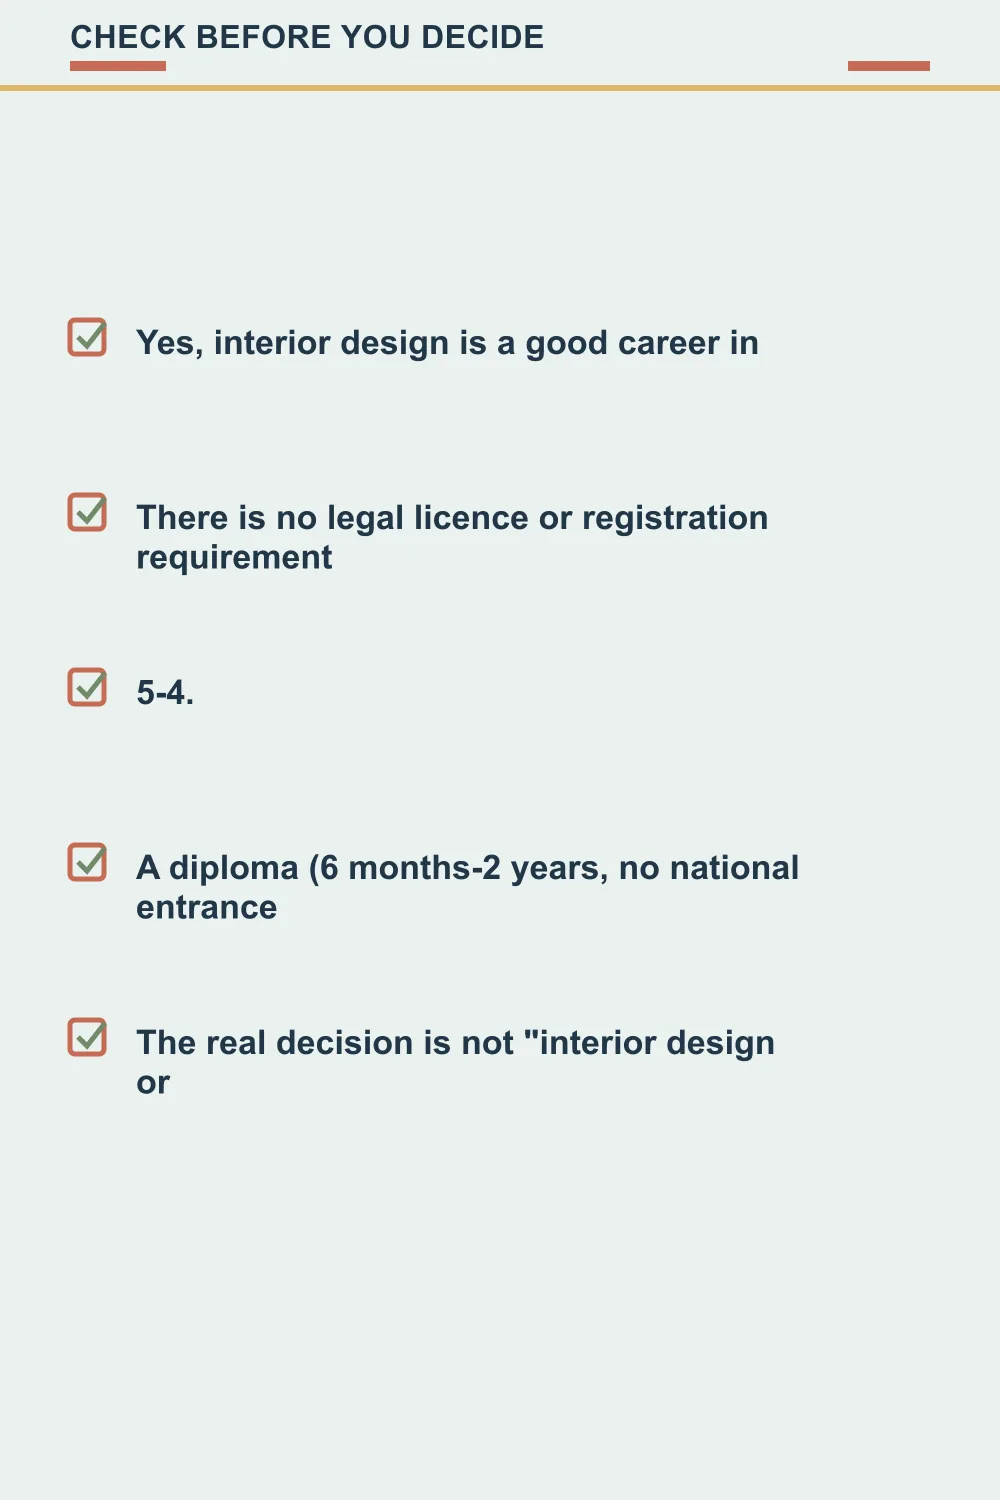 CHECK BEFORE YOU DECIDE
Yes, interior design is a good career in
There is no legal licence or registration
requirement
5-4.
A diploma (6 months-2 years, no national
entrance
The real decision is not "interior design
or